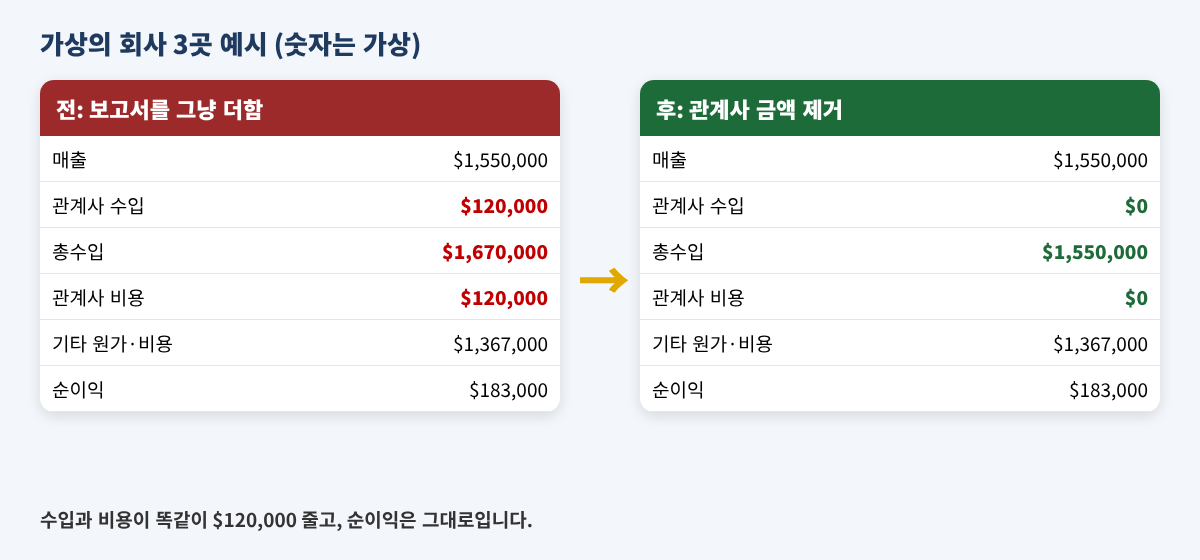 가상의 회사 3곳 예시 (숫자는 가상)
전: 보고서를 그냥 더함
매출 $1,550,000
관계사 수입 $120,000
총수입 $1,670,000
관계사 비용 $120,000
기타 원가·비용 $1,367,000
순이익 $183,000
→
후: 관계사 금액 제거
매출 $1,550,000
관계사 수입 $0
총수입 $1,550,000
관계사 비용 $0
기타 원가·비용 $1,367,000
순이익 $183,000
수입과 비용이 똑같이 $120,000 줄고, 순이익은 그대로입니다.